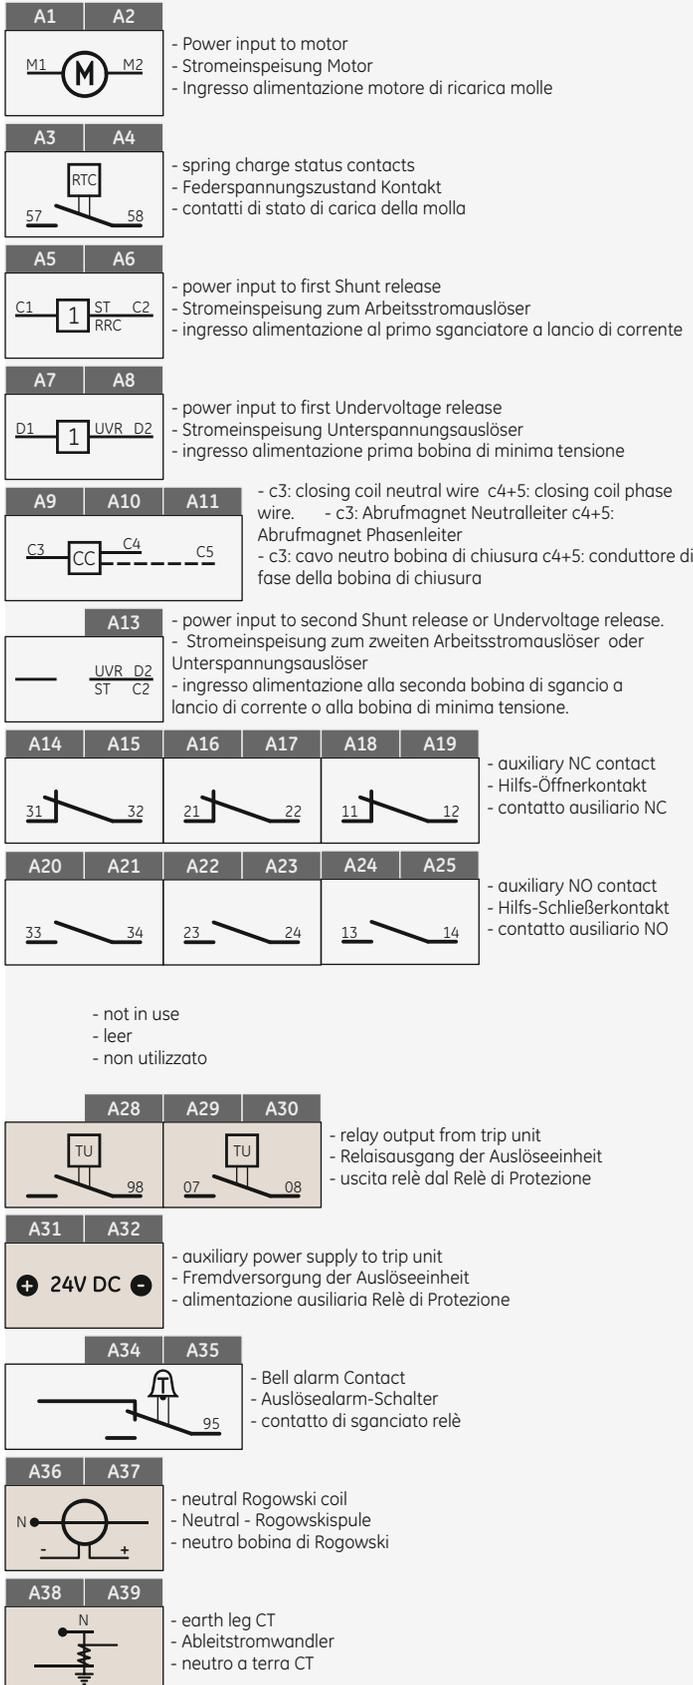 A1 A2
M1 M M2
- Power input to motor
- Stromeinspeisung Motor
- Ingresso alimentazione motore di ricarica molle
A3 A4
RTC
57 58
- spring charge status contacts
- Federspannungszustand Kontakt
- contatti di stato di carica della molla
A5 A6
C1 1 ST C2
RRC
- power input to first Shunt release
- Stromeinspeisung zum Arbeitsstromauslöser
- ingresso alimentazione al primo sganciatore a lancio di corrente
A7 A8
D1 1 UVR D2
- power input to first Undervoltage release
- Stromeinspeisung Unterspannungsauslöser
- ingresso alimentazione prima bobina di minima tensione
A9 A10 A11
C3 CC C4 C5
- c3: closing coil neutral wire c4+5: closing coil phase
wire. - c3: Abrufmagnet Neutralleiter c4+5:
Abrufmagnet Phasenleiter
- c3: cavo neutro bobina di chiusura c4+5: conduttore di
fase della bobina di chiusura
A13
UVR D2
ST C2
- power input to second Shunt release or Undervoltage release.
- Stromeinspeisung zum zweiten Arbeitsstromauslöser oder
Unterspannungsauslöser
- ingresso alimentazione alla seconda bobina di sgancio a
lancio di corrente o alla bobina di minima tensione.
A14 A15 A16 A17 A18 A19
31 32 21 22 11 12
- auxiliary NC contact
- Hilfs-Öffnerkontakt
- contatto ausiliario NC
A20 A21 A22 A23 A24 A25
33 34 23 24 13 14
- auxiliary NO contact
- Hilfs-Schließerkontakt
- contatto ausiliario NO
- not in use
- leer
- non utilizzato
A28 A29 A30
TU TU
98 07 08
- relay output from trip unit
- Relaisausgang der Auslöseeinheit
- uscita relè dal Relè di Protezione
A31 A32
+ 24V DC -
- auxiliary power supply to trip unit
- Fremdversorgung der Auslöseeinheit
- alimentazione ausiliaria Relè di Protezione
A34 A35
T
95
- Bell alarm Contact
- Auslösealarm-Schalter
- contatto di sganciato relè
A36 A37
N
- +
- neutral Rogowski coil
- Neutral - Rogowskispule
- neutro bobina di Rogowski
A38 A39
N
- earth leg CT
- Ableitstromwandler
- neutro a terra CT